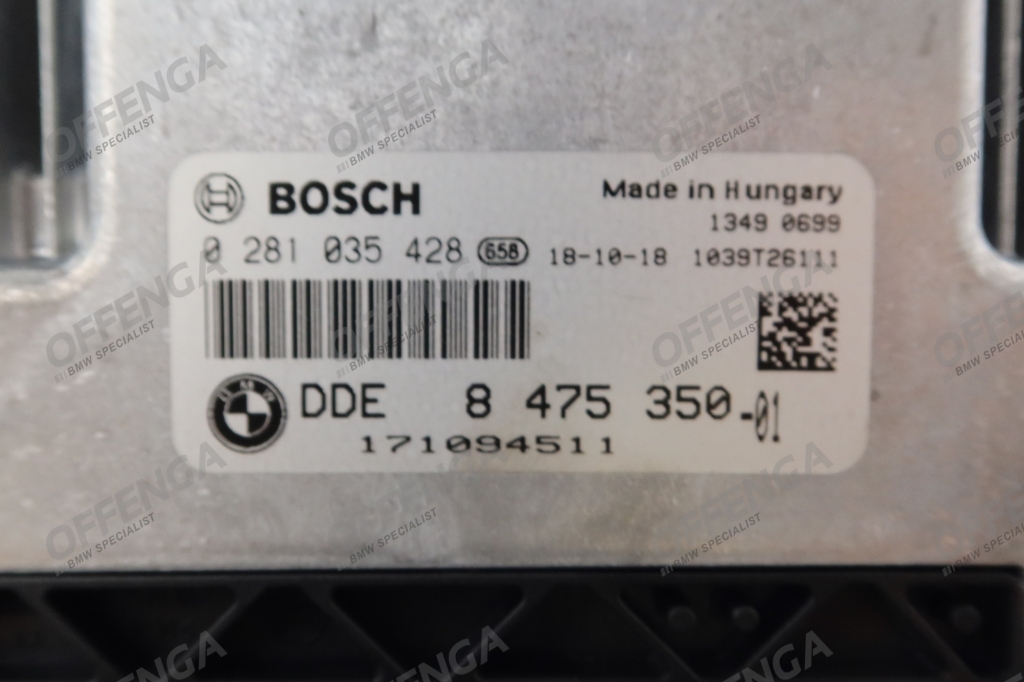 BOSCH
Made in Hungary
1349 0699
0 281 035 428 658 18-10-18 1039T26111
BMW
DDE 8 475 350-01
171094511
OFFENGA
BMW SPECIALIST